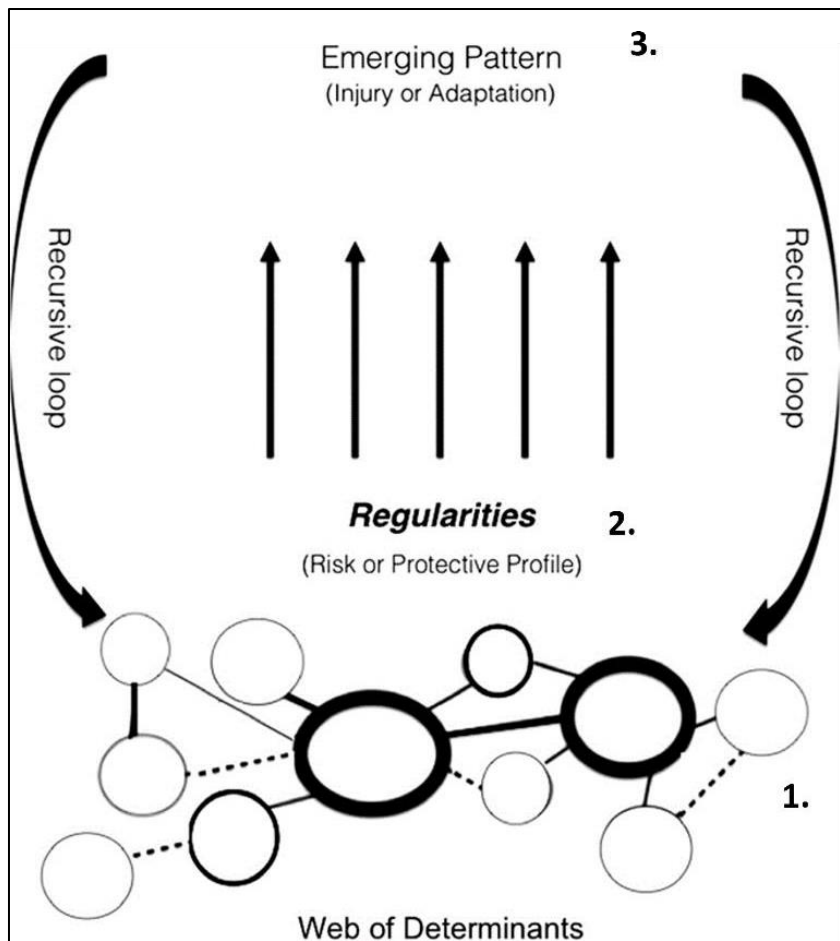 3.
Emerging Pattern
(Injury or Adaptation)
Recursive loop
Recursive loop
Regularities
2.
(Risk or Protective Profile)
1.
Web of Determinants